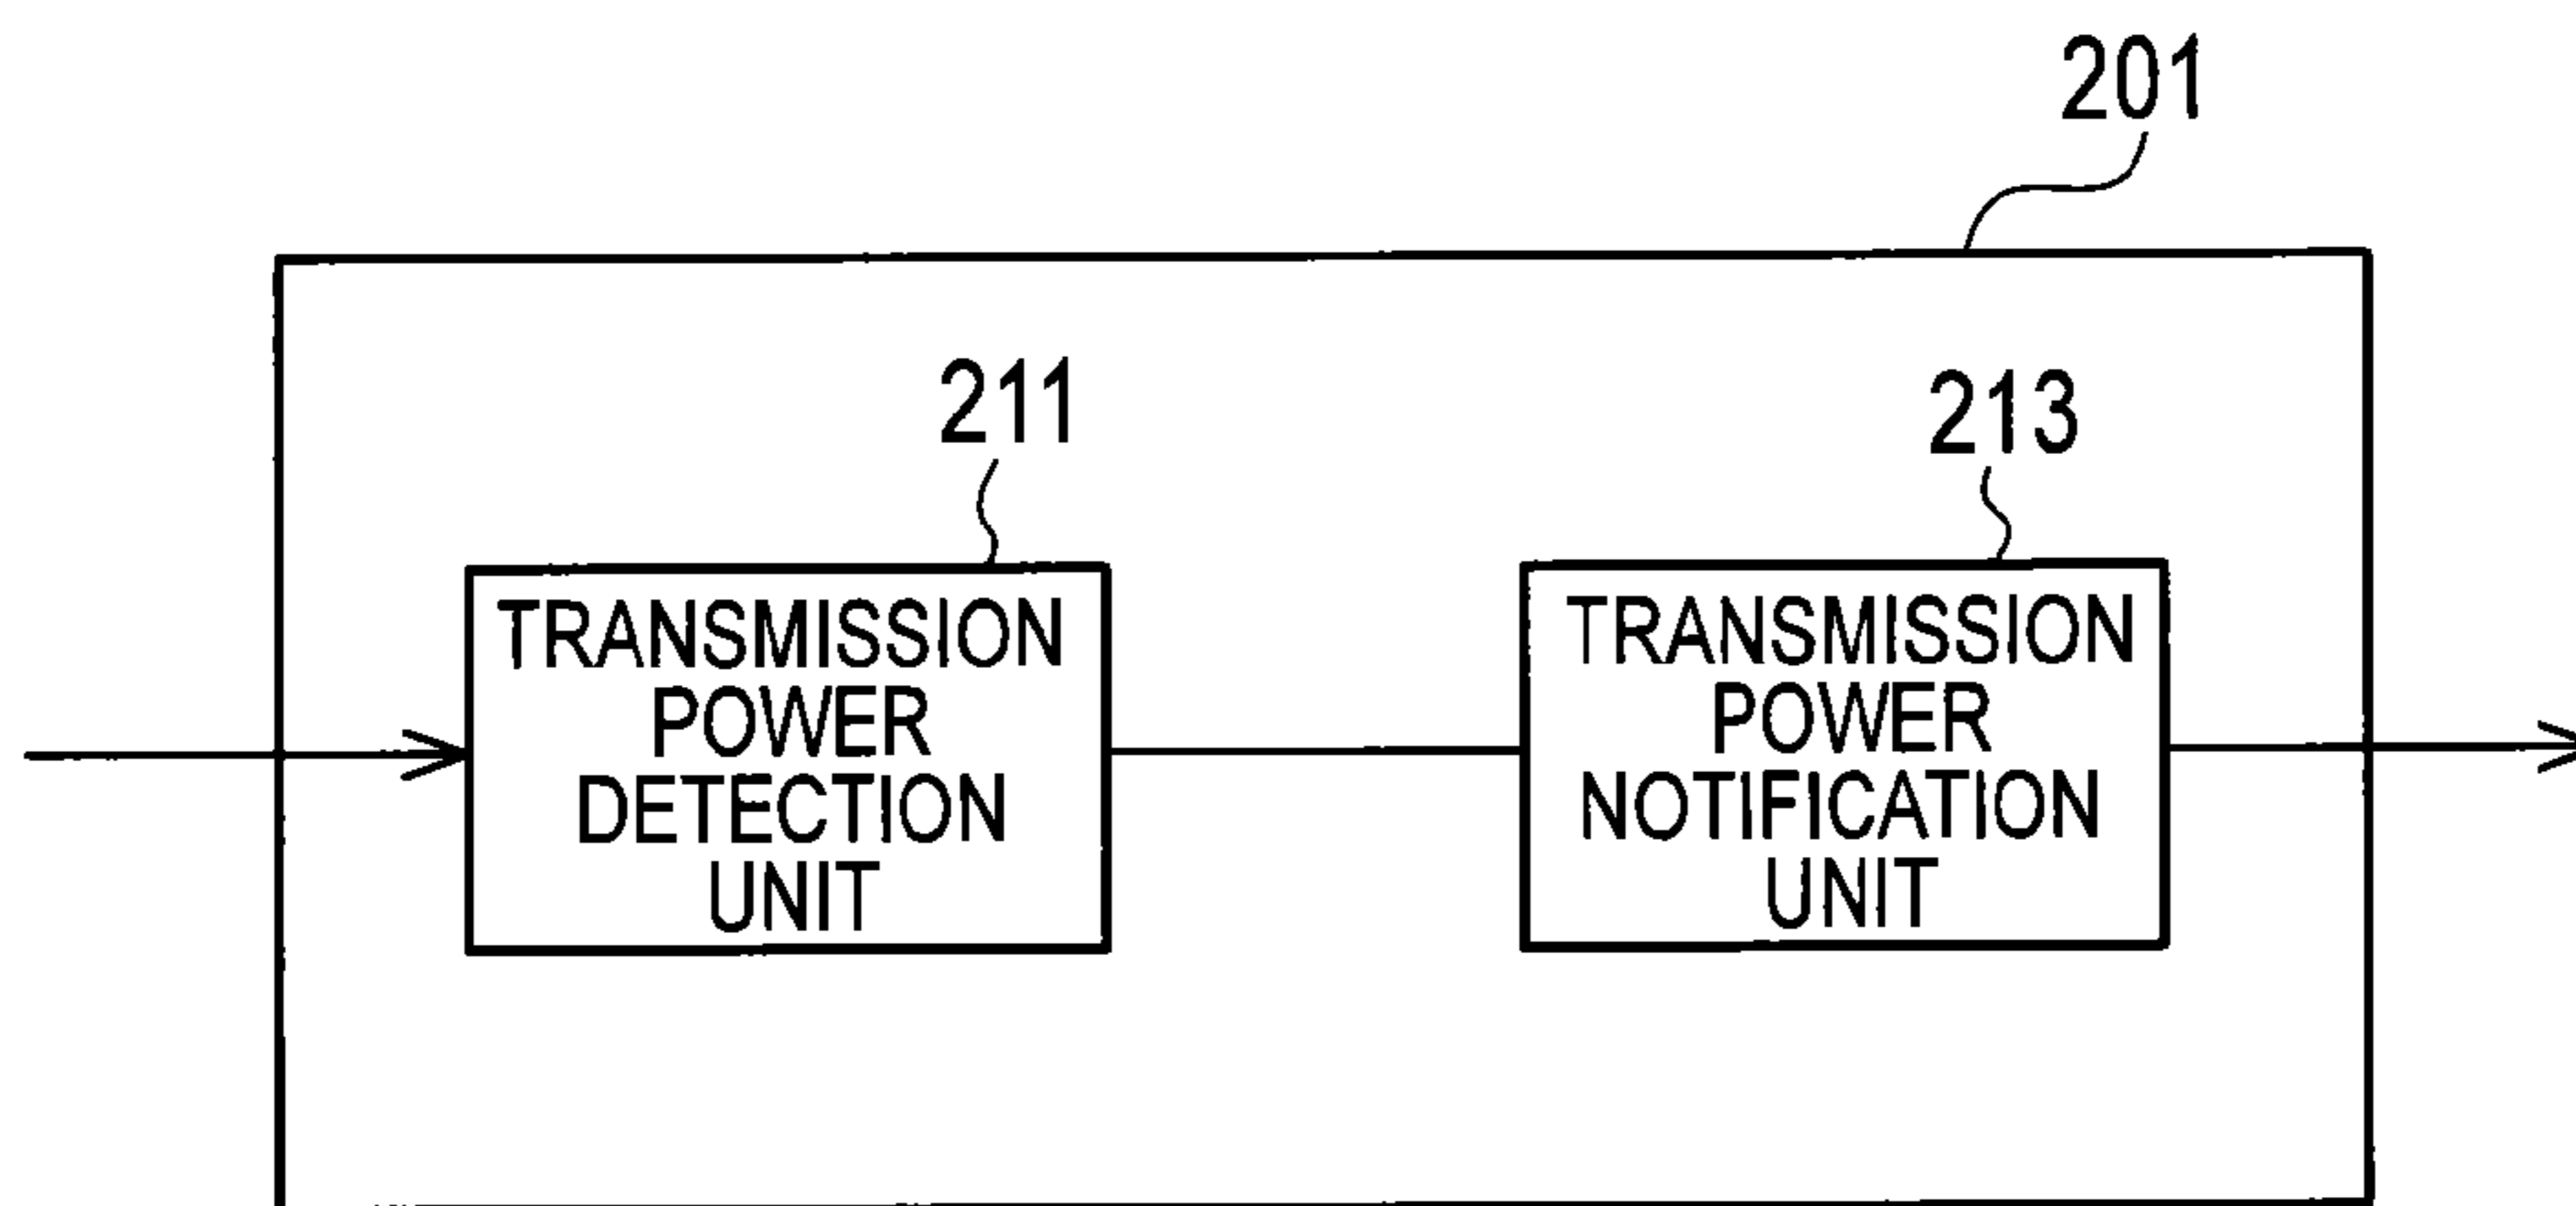 201
211
213
TRANSMISSION
POWER
DETECTION
UNIT
TRANSMISSION
POWER
NOTIFICATION
UNIT